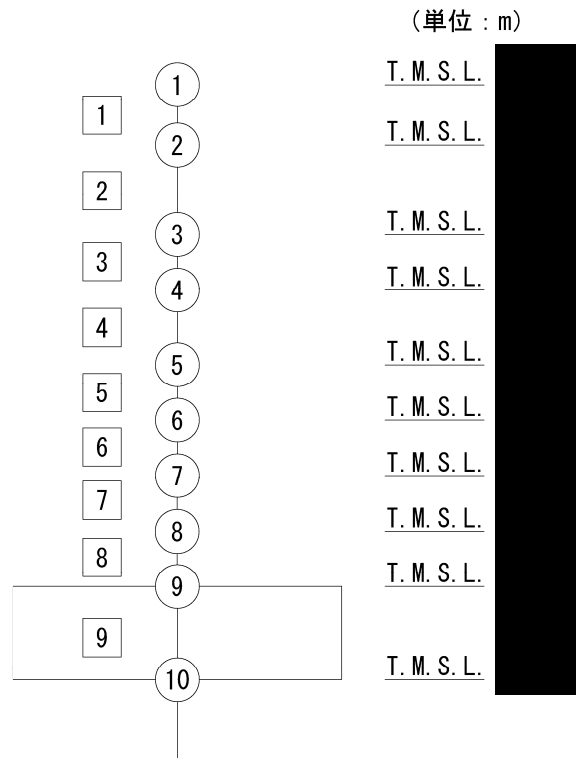 （単位：m）
① T.M.S.L.
1
② T.M.S.L.
2
③ T.M.S.L.
3
④ T.M.S.L.
4
⑤ T.M.S.L.
5
⑥ T.M.S.L.
6
⑦ T.M.S.L.
7
⑧ T.M.S.L.
8
⑨ T.M.S.L.
9
⑩ T.M.S.L.